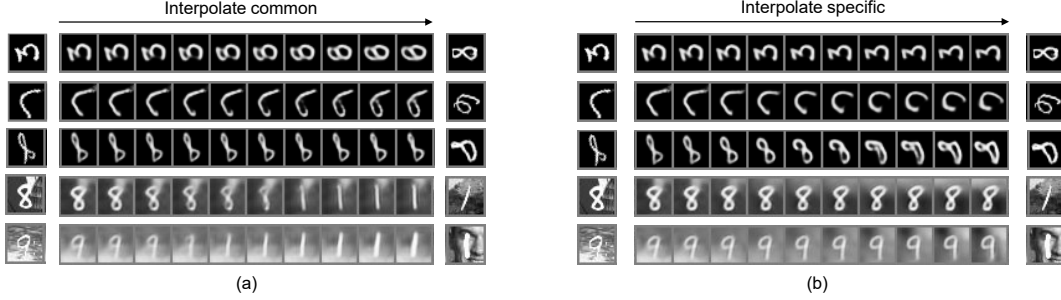 Interpolate common
Interpolate specific
(a)
(b)